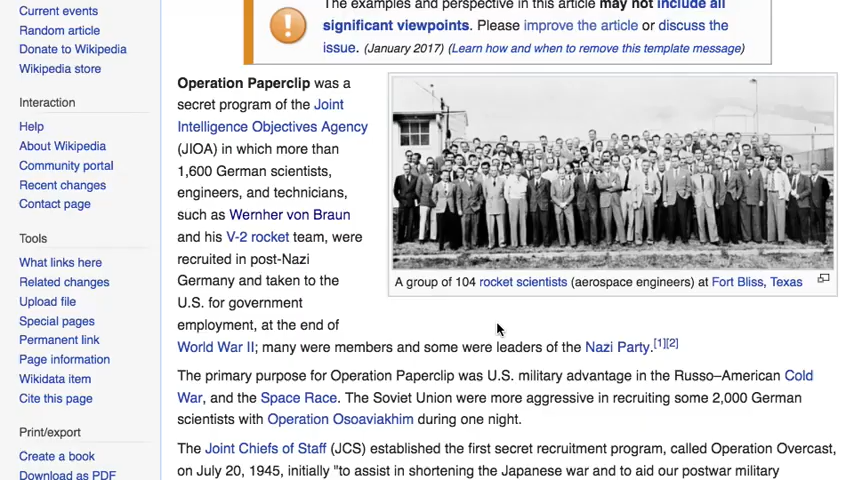 Current events
Random article
Donate to Wikipedia
Wikipedia store
Interaction
Help
About Wikipedia
Community portal
Recent changes
Contact page
Tools
What links here
Related changes
Upload file
Special pages
Permanent link
Page information
Wikidata item
Cite this page
Print/export
Create a book
Download as PDF
The examples and perspective in this article may not include all
significant viewpoints. Please improve the article or discuss the
issue. (January 2017) (Learn how and when to remove this template message)
Operation Paperclip was a
secret program of the Joint
Intelligence Objectives Agency
(JIOA) in which more than
1,600 German scientists,
engineers, and technicians,
such as Wernher von Braun
and his V-2 rocket team, were
recruited in post-Nazi
Germany and taken to the
U.S. for government
employment, at the end of
World War II; many were members and some were leaders of the Nazi Party.[1][2]
A group of 104 rocket scientists (aerospace engineers) at Fort Bliss, Texas
The primary purpose for Operation Paperclip was U.S. military advantage in the Russo–American Cold
War, and the Space Race. The Soviet Union were more aggressive in recruiting some 2,000 German
scientists with Operation Osoaviakhim during one night.
The Joint Chiefs of Staff (JCS) established the first secret recruitment program, called Operation Overcast,
on July 20, 1945, initially "to assist in shortening the Japanese war and to aid our postwar military